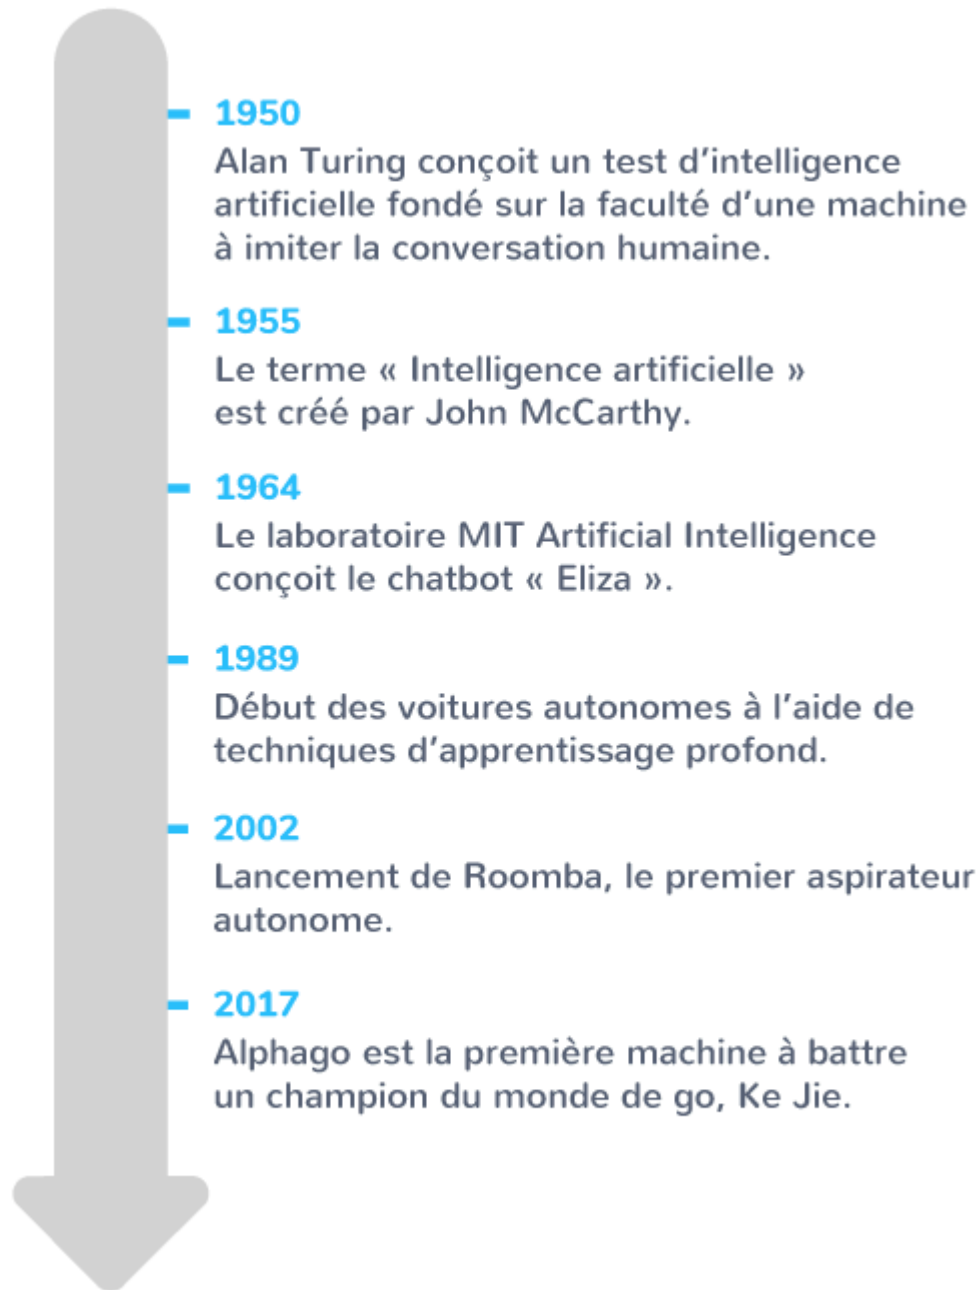 1950
Alan Turing conçoit un test d’intelligence
artificielle fondé sur la faculté d’une machine
à imiter la conversation humaine.
1955
Le terme « Intelligence artificielle »
est créé par John McCarthy.
1964
Le laboratoire MIT Artificial Intelligence
conçoit le chatbot « Eliza ».
1989
Début des voitures autonomes à l’aide de
techniques d’apprentissage profond.
2002
Lancement de Roomba, le premier aspirateur
autonome.
2017
Alphago est la première machine à battre
un champion du monde de go, Ke Jie.